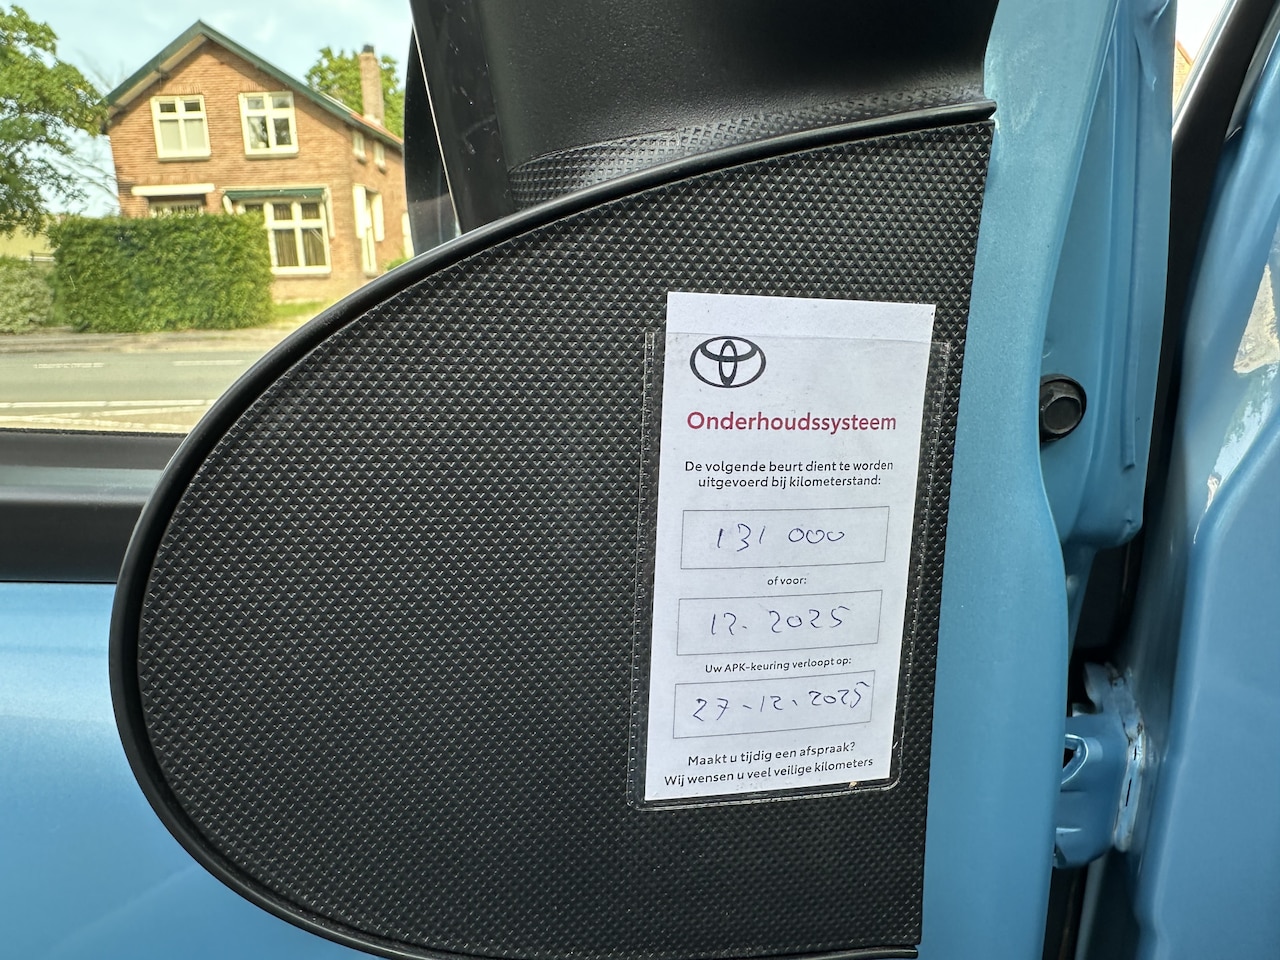 Onderhoudssysteem
De volgende beurt dient te worden
uitgevoerd bij kilometerstand:
131 000
of voor:
12. 2025
Uw APK-keuring verloopt op:
27-12.2025
Maakt u tijdig een afspraak?
Wij wensen u veel veilige kilometers